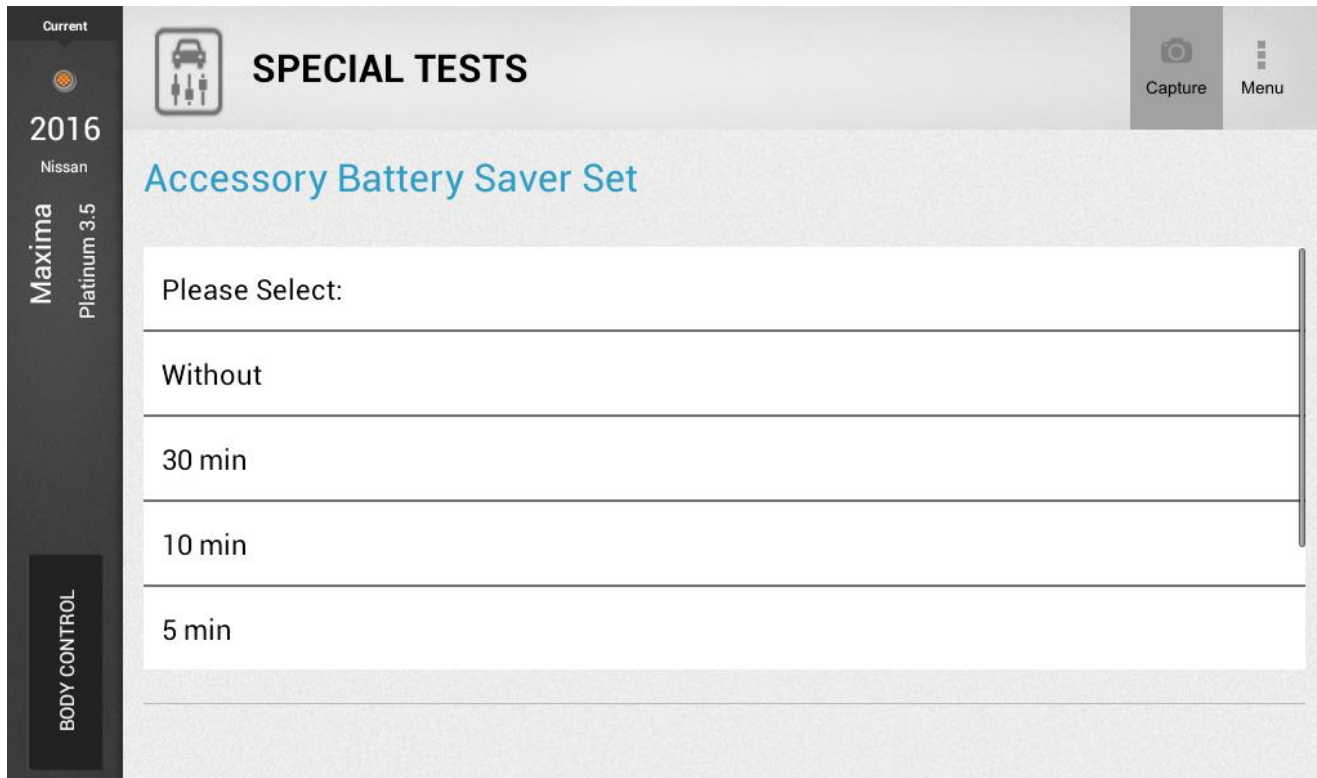 Current
2016
Nissan
Maxima
Platinum 3.5
BODY CONTROL
SPECIAL TESTS
Capture
Menu
Accessory Battery Saver Set
Please Select:
Without
30 min
10 min
5 min